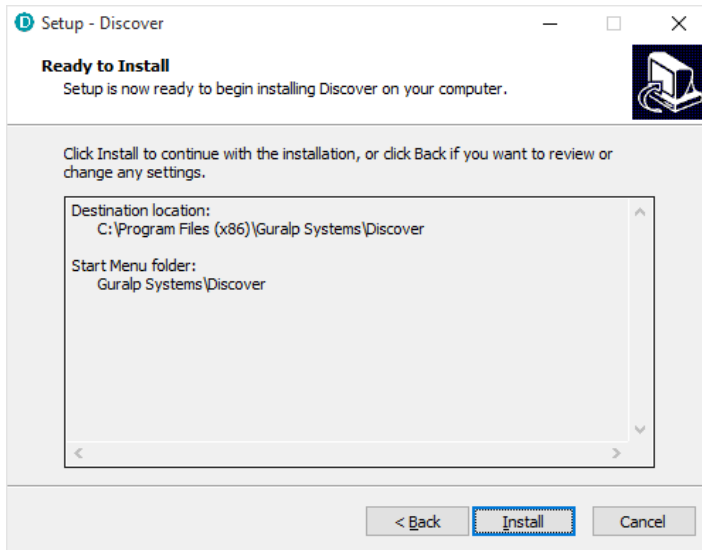 Setup - Discover
Ready to Install
Setup is now ready to begin installing Discover on your computer.
Click Install to continue with the installation, or click Back if you want to review or
change any settings.
Destination location:
C:\Program Files (x86)\Guralp Systems\Discover
Start Menu folder:
Guralp Systems\Discover
< Back
Install
Cancel